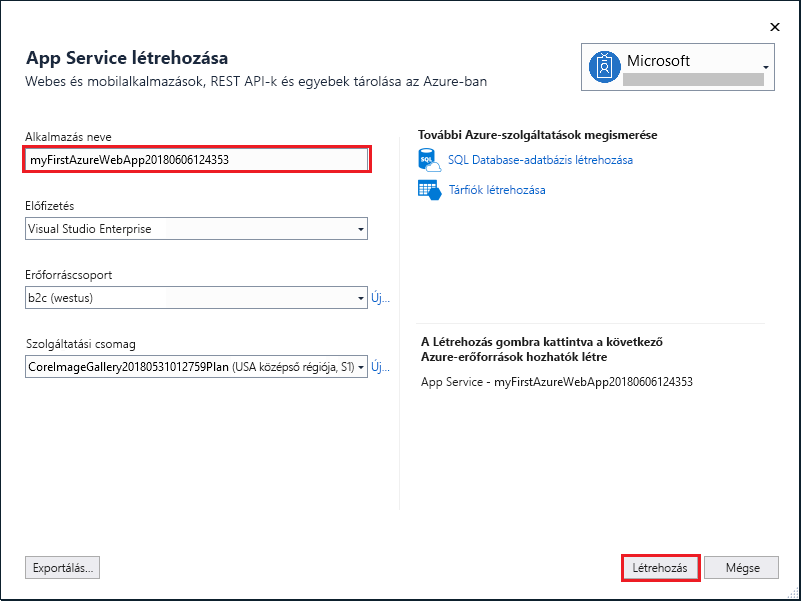 App Service létrehozása
Webes és mobilalkalmazások, REST API-k és egyebek tárolása az Azure-ban
Microsoft
Alkalmazás neve
myFirstAzureWebApp20180606124353
Előfizetés
Visual Studio Enterprise
Erőforráscsoport
b2c (westus)
Új...
Szolgáltatási csomag
CoreImageGallery20180531012759Plan (USA középső régiója, S1)
Új...
További Azure-szolgáltatások megismerése
SQL
SQL Database-adatbázis létrehozása
Tárfiók létrehozása
A Létrehozás gombra kattintva a következő
Azure-erőforrások hozhatók létre
App Service - myFirstAzureWebApp20180606124353
Exportálás...
Létrehozás
Mégse